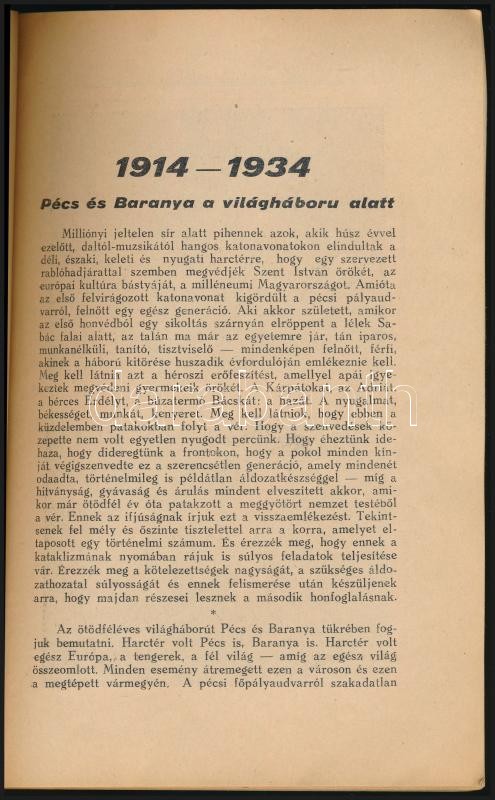 1914 — 1934
Pécs és Baranya a világháboru alatt
Milliónyi jeltelen sír alatt pihennek azok, akik húsz évvel
ezelőtt, daltól-muzsikától hangos katonavonatokon elindultak a
déli, északi, keleti és nyugati harctérre, hogy egy szervezett
rablóhadjárattal szemben megvédjék Szent István örökét, az
európai kultúra bástyáját, a milléneumi Magyarországot. Amióta
az első felvirágozott katonavonat kigördült a pécsi pályaud-
varról, felnőtt egy egész generáció. Aki akkor született, amikor
az első honvédból egy sikoltás szárnyán elröppent a lélek Sa-
bác falai alatt, az talán ma már az egyetemre jár, tán iparos,
munkanélküli, tanító, tisztviselő — mindenképen felnőtt, férfi,
akinek a háború kitörése huszadik évfordulóján emlékeznie kell.
Meg kell látni azt a héroszi erőfeszítést, amellyel apái igye-
keztek megvédeni gyermekeik örökét. A Kárpátokat, az Adriát,
a bérces Erdélyt, a búzatermő Bácskát: a hazát. A nyugalmat,
békességet, munkát, kenyeret. Meg kell látniok, hogy ebben a
küzdelemben patakokban folyt a vér. Hogy a szenvedések kö-
zepette nem volt egyetlen nyugodt percünk. Hogy éheztünk ide-
haza, hogy dideregtünk a frontokon, hogy a pokol minden kín-
ját végigszenvedte ez a szerencsétlen generáció, amely mindenét
odaadta, történelmileg is példátlan áldozatkészséggel — míg a
hitványság, gyávaság és árulás mindent elveszített akkor, ami-
kor már ötödfél év óta patakzott a meggyötört nemzet testéből
a vér. Ennek az ifjúságnak írjuk ezt a visszaemlékezést. Tekint-
senek fel mély és őszinte tisztelettel arra a korra, amelyet el-
taposott egy történelmi számum. És érezzék meg, hogy ennek a
kataklizmának nyomában rájuk is súlyos feladatok teljesítése
vár. Érezzék meg a kötelezettségek nagyságát, a szükséges áldo-
zathozatal súlyosságát és ennek felismerése után készüljenek
arra, hogy majdan részesei lesznek a második honfoglalásnak.
*
Az ötödféléves világháborút Pécs és Baranya tükrében fog-
juk bemutatni. Harctér volt Pécs is, Baranya is. Harctér volt
egész Európa, a tengerek, a fél világ — amíg az egész világ
összeomlott. Minden esemény átremegett ezen a városon és ezen
a megtépett vármegyén. A pécsi főpályaudvarról szakadatlan
darabanth